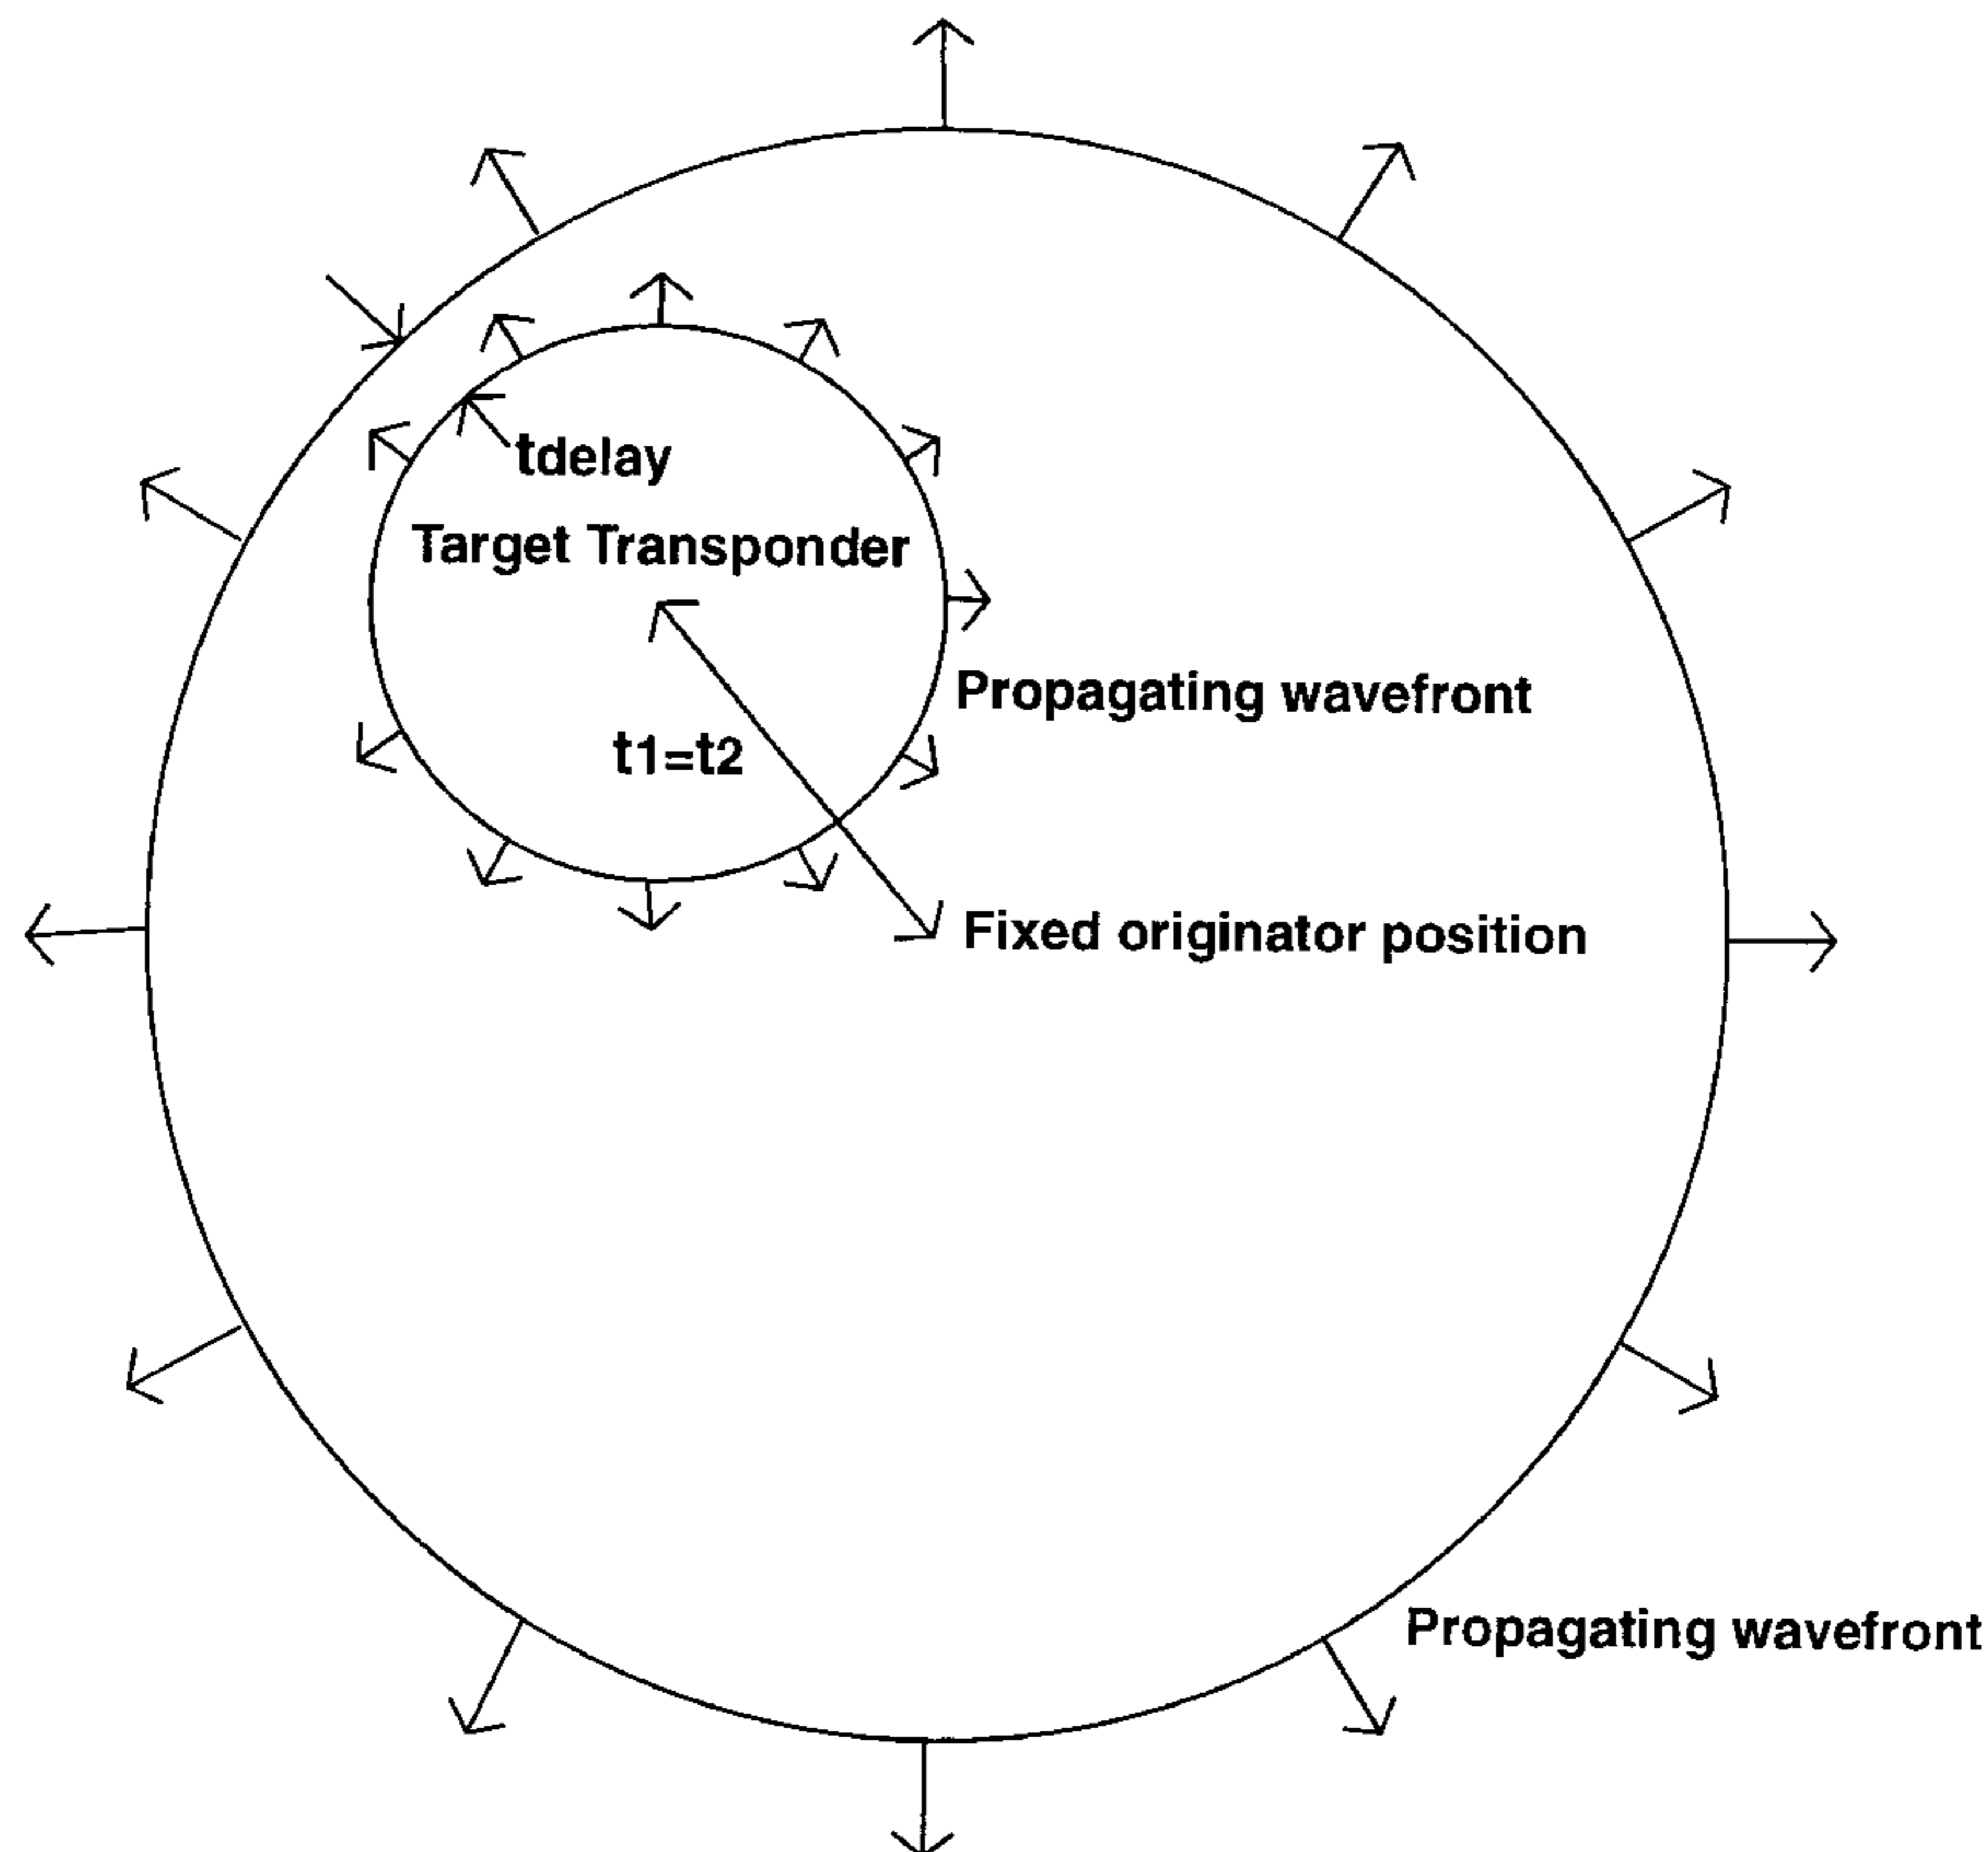 tdelay
Target Transponder
Propagating wavefront
t1=t2
Fixed originator position
Propagating wavefront